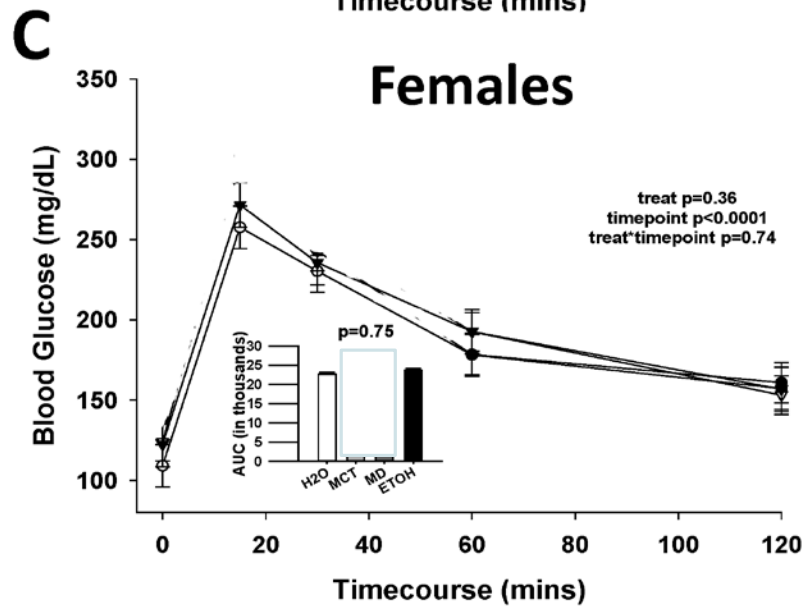 Timecourse (mins)
C
Females
350
300
250
200
150
100
Blood Glucose (mg/dL)
treat p=0.36
timepoint p<0.0001
treat*timepoint p=0.74
p=0.75
30
25
20
15
10
5
0
AUC (in thousands)
H2O MCT MD ETOH
0 20 40 60 80 100 120
Timecourse (mins)